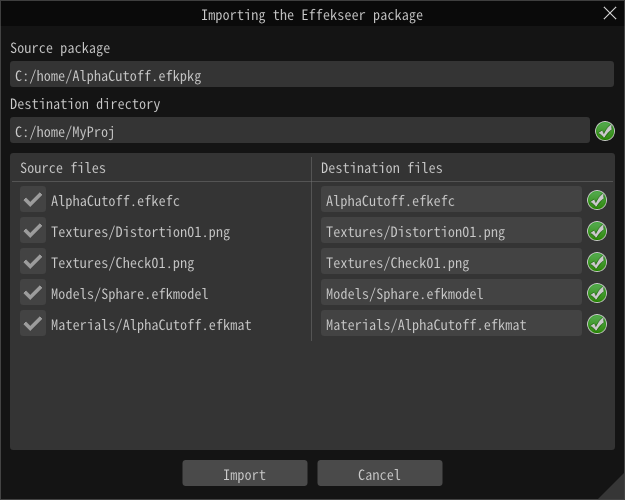 Importing the Effekseer package
Source package
C:/home/AlphaCutoff.efkpkg
Destination directory
C:/home/MyProj
Source files Destination files
AlphaCutoff.efkefc AlphaCutoff.efkefc
Textures/Distortion01.png Textures/Distortion01.png
Textures/Check01.png Textures/Check01.png
Models/Sphare.efkmodel Models/Sphare.efkmodel
Materials/AlphaCutoff.efkmat Materials/AlphaCutoff.efkmat
Import Cancel